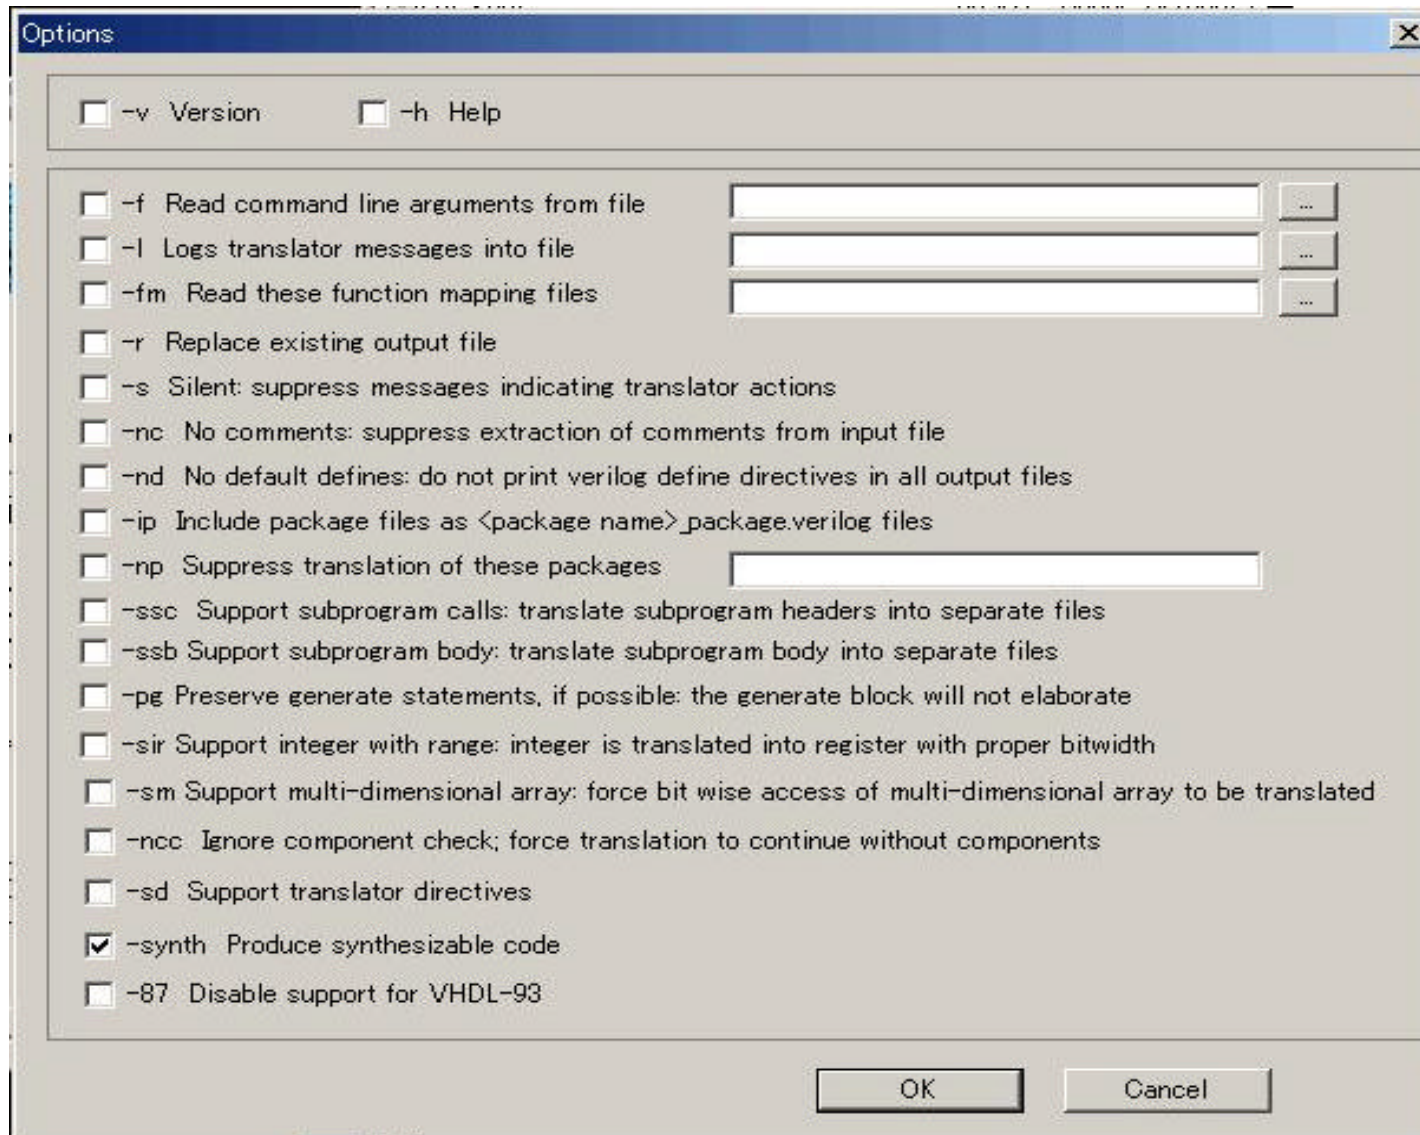 Options
-v Version -h Help
-f Read command line arguments from file ...
-l Logs translator messages into file ...
-fm Read these function mapping files ...
-r Replace existing output file
-s Silent: suppress messages indicating translator actions
-nc No comments: suppress extraction of comments from input file
-nd No default defines: do not print verilog define directives in all output files
-ip Include package files as <package name>_package.verilog files
-np Suppress translation of these packages
-ssc Support subprogram calls: translate subprogram headers into separate files
-ssb Support subprogram body: translate subprogram body into separate files
-pg Preserve generate statements, if possible: the generate block will not elaborate
-sir Support integer with range: integer is translated into register with proper bitwidth
-sm Support multi-dimensional array: force bit wise access of multi-dimensional array to be translated
-ncc Ignore component check; force translation to continue without components
-sd Support translator directives
-synth Produce synthesizable code
-87 Disable support for VHDL-93
OK Cancel